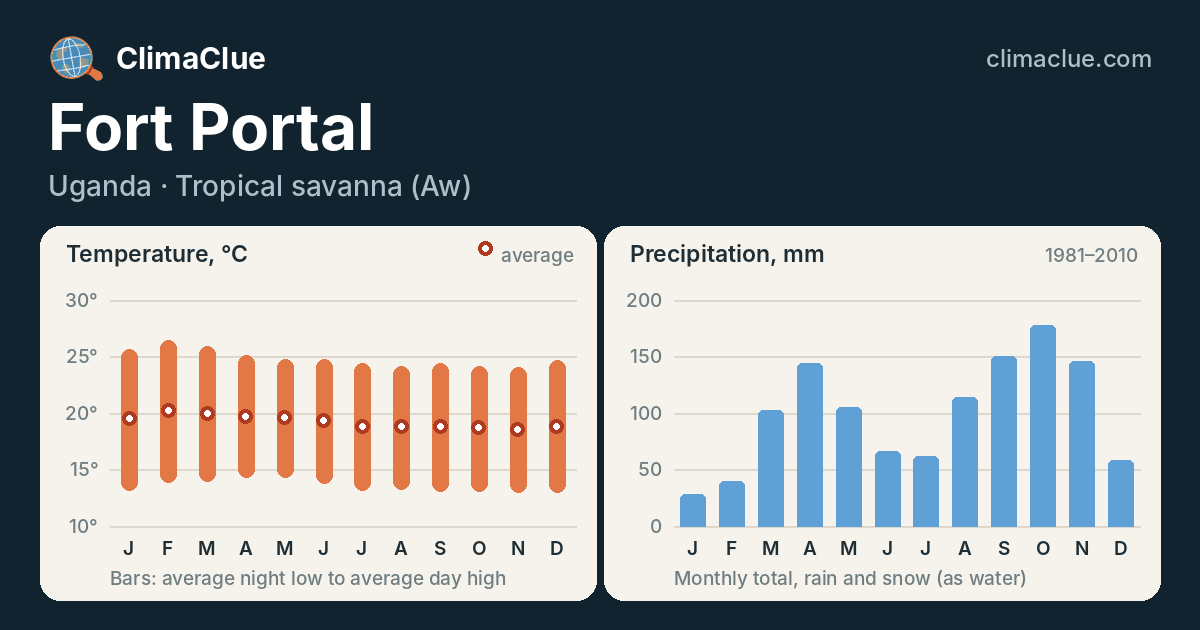 ClimaClue
climaclue.com
Fort Portal
Uganda · Tropical savanna (Aw)
Temperature, °C
average
30°
25°
20°
15°
10°
J F M A M J J A S O N D
Bars: average night low to average day high
Precipitation, mm
1981–2010
200
150
100
50
0
J F M A M J J A S O N D
Monthly total, rain and snow (as water)